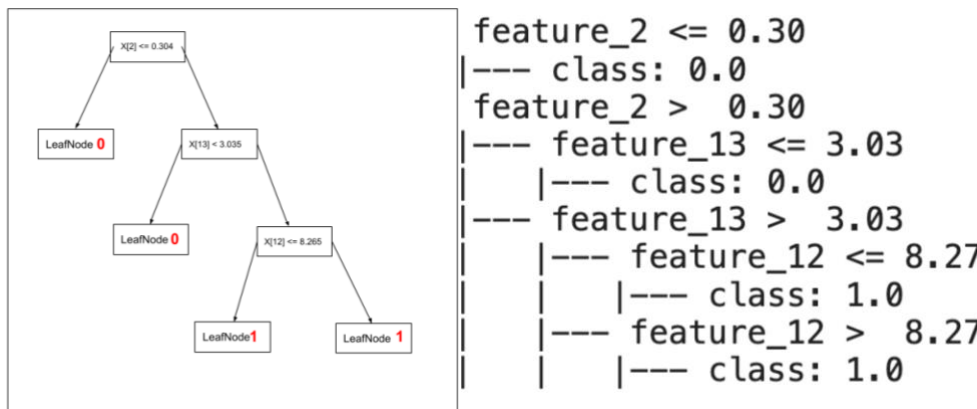 X[2] <= 0.304
LeafNode 0
X[13] < 3.035
LeafNode 0
X[12] <= 8.265
LeafNode1
LeafNode 1
feature_2 <= 0.30
|--- class: 0.0
feature_2 >  0.30
|--- feature_13 <= 3.03
|   |--- class: 0.0
|--- feature_13 >  3.03
|   |--- feature_12 <= 8.27
|   |   |--- class: 1.0
|   |--- feature_12 >  8.27
|   |   |--- class: 1.0